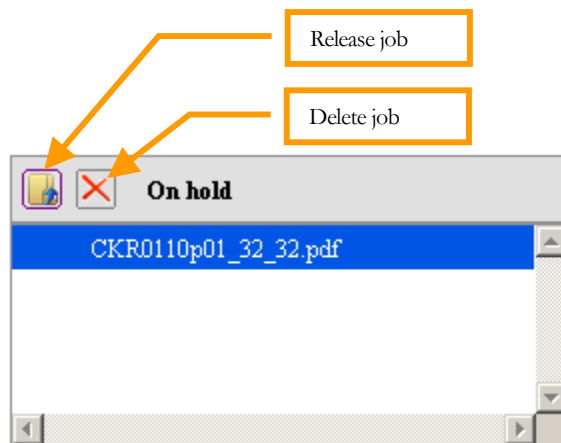 Release job
Delete job
On hold
CKR0110p01_32_32.pdf